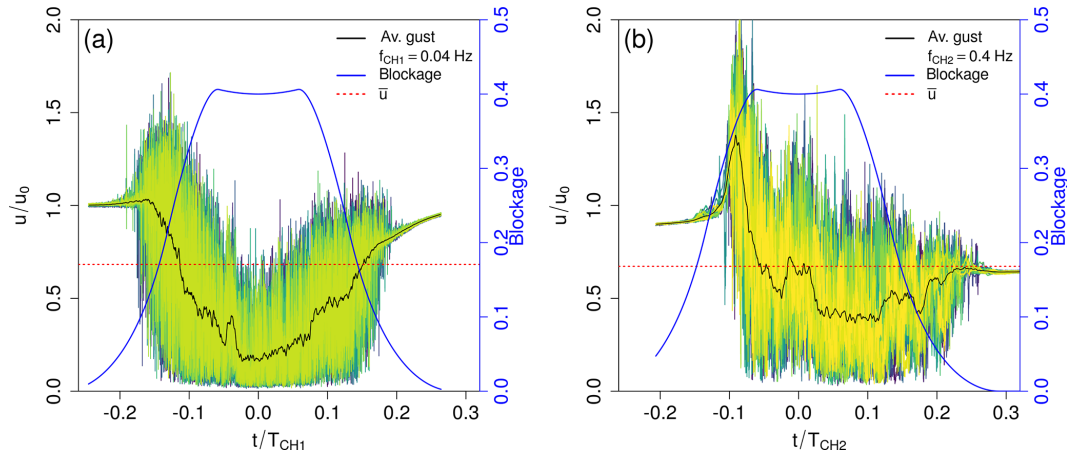 (a)
Av. gust
f_CH1 = 0.04 Hz
Blockage
u̅
2.0
1.5
1.0
0.5
0.0
u/u₀
0.5
0.4
0.3
0.2
0.1
0.0
Blockage
-0.2 -0.1 0.0 0.1 0.2 0.3
t/T_CH1
(b)
Av. gust
f_CH2 = 0.4 Hz
Blockage
u̅
2.0
1.5
1.0
0.5
0.0
u/u₀
0.5
0.4
0.3
0.2
0.1
0.0
Blockage
-0.2 -0.1 0.0 0.1 0.2 0.3
t/T_CH2